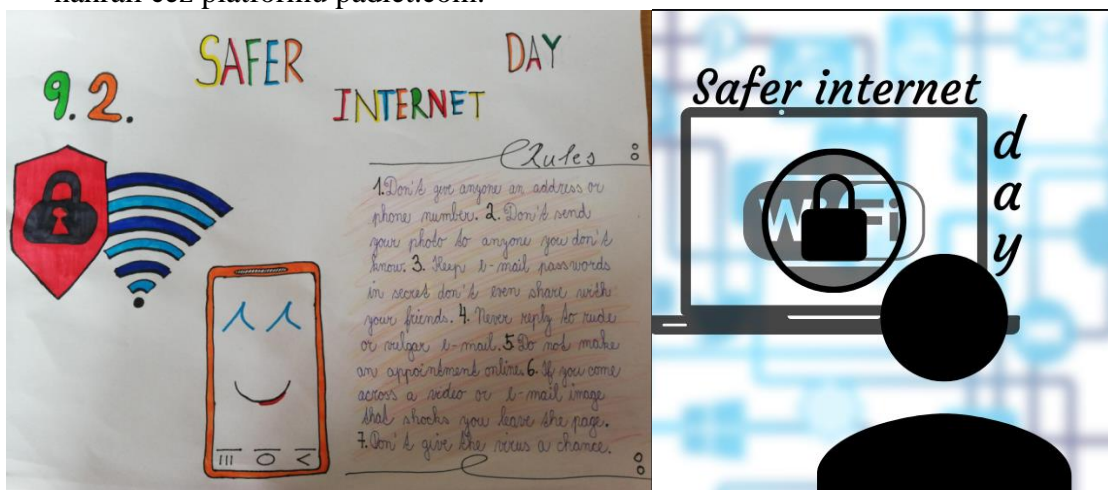 nahrali cez platformu padlet.com.
SAFER
DAY
9.2.
INTERNET
Rules
1. Don't give anyone an address or
phone number. 2. Don't send
your photo to anyone you don't
know. 3. Keep e-mail passwords
in secret don't even share with
your friends. 4. Never reply to rude
or vulgar e-mail. 5 Do not make
an appointment online. 6. If you come
across a video or e-mail image
that shocks you leave the page.
7. Don't give the virus a chance.
Safer internet
day
Wi Fi